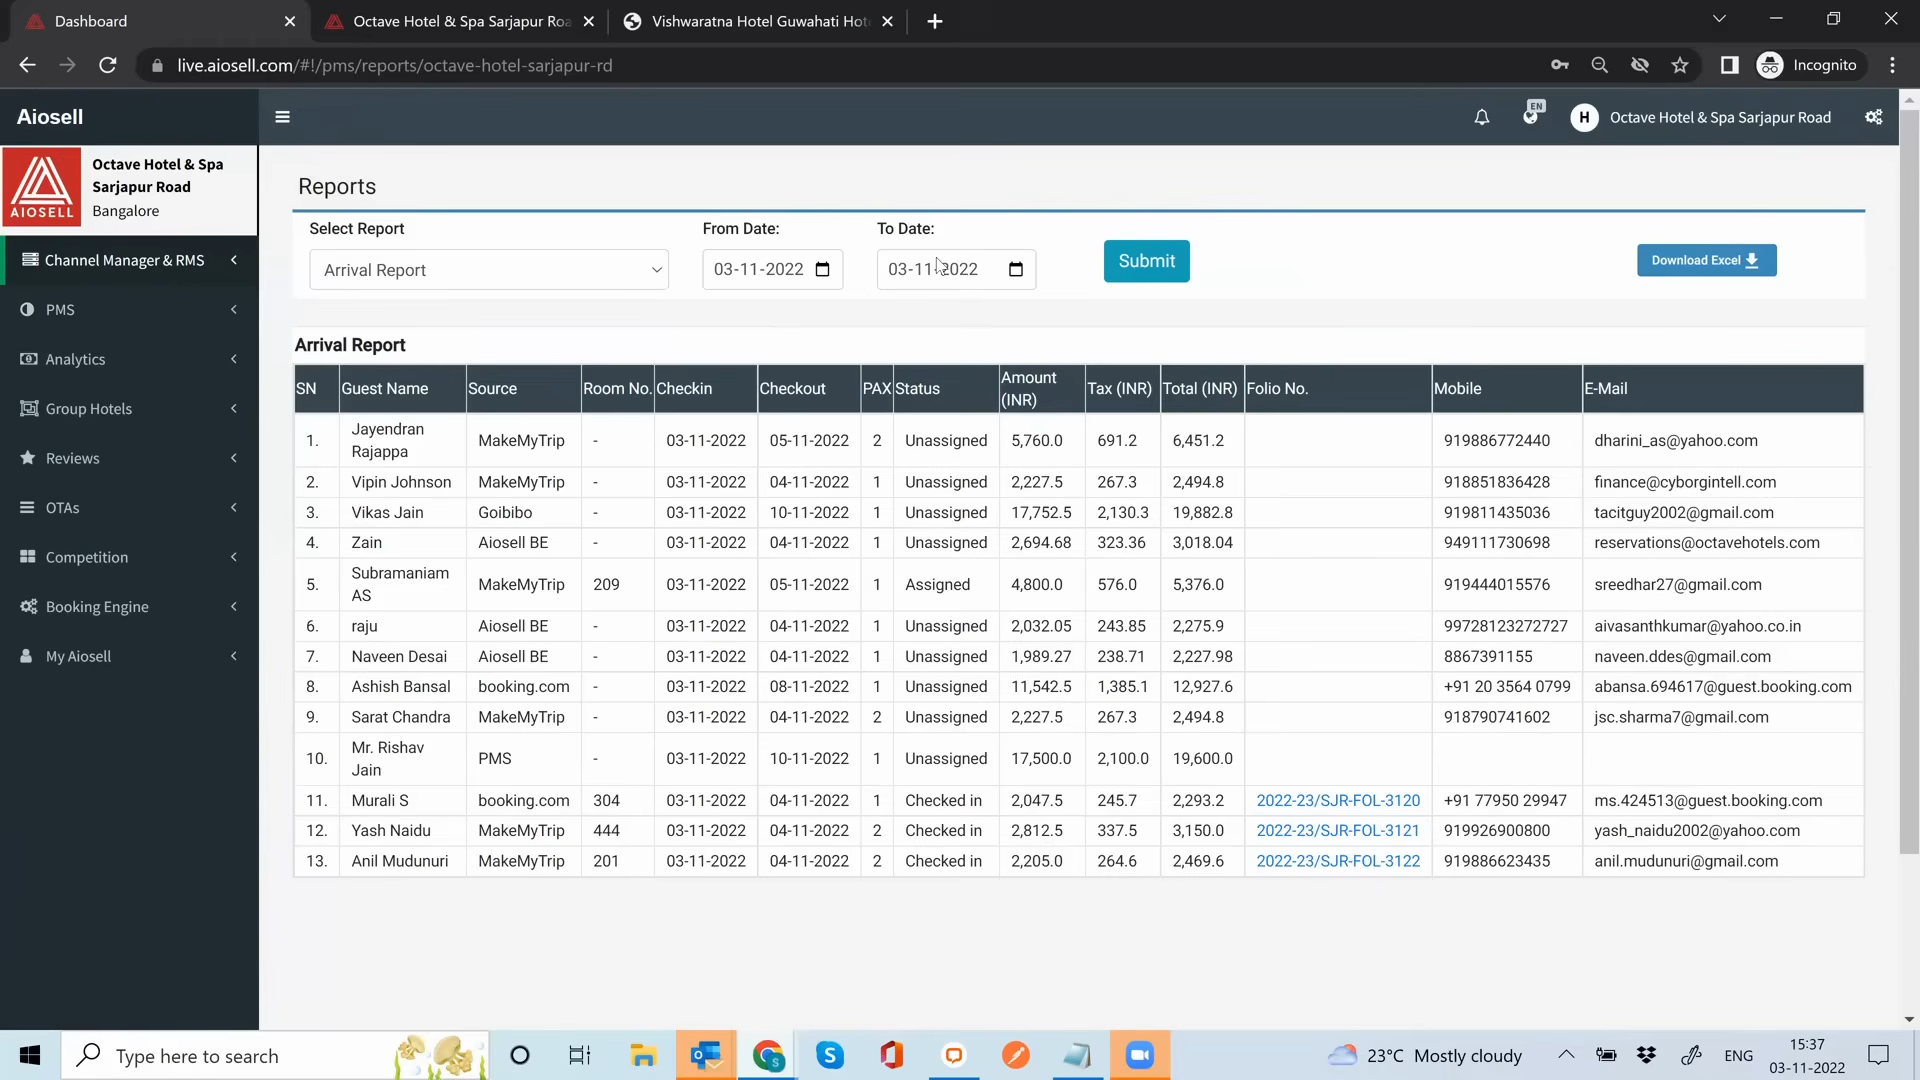 Dashboard
Octave Hotel & Spa Sarjapur Roa
Vishwaratna Hotel Guwahati Hote
live.aiosell.com/#!/pms/reports/octave-hotel-sarjapur-rd
Incognito
Aiosell
EN
H Octave Hotel & Spa Sarjapur Road
AIOSELL
Octave Hotel & Spa
Sarjapur Road
Bangalore
Channel Manager & RMS
PMS
Analytics
Group Hotels
Reviews
OTAs
Competition
Booking Engine
My Aiosell
Reports
Select Report From Date: To Date:
Arrival Report 03-11-2022 03-11-2022 Submit Download Excel
Arrival Report
SN Guest Name Source Room No. Checkin Checkout PAX Status Amount (INR) Tax (INR) Total (INR) Folio No. Mobile E-Mail
1. Jayendran Rajappa MakeMyTrip - 03-11-2022 05-11-2022 2 Unassigned 5,760.0 691.2 6,451.2 919886772440 dharini_as@yahoo.com
2. Vipin Johnson MakeMyTrip - 03-11-2022 04-11-2022 1 Unassigned 2,227.5 267.3 2,494.8 918851836428 finance@cyborgintell.com
3. Vikas Jain Goibibo - 03-11-2022 10-11-2022 1 Unassigned 17,752.5 2,130.3 19,882.8 919811435036 tacitguy2002@gmail.com
4. Zain Aiosell BE - 03-11-2022 04-11-2022 1 Unassigned 2,694.68 323.36 3,018.04 949111730698 reservations@octavehotels.com
5. Subramaniam AS MakeMyTrip 209 03-11-2022 05-11-2022 1 Assigned 4,800.0 576.0 5,376.0 919444015576 sreedhar27@gmail.com
6. raju Aiosell BE - 03-11-2022 04-11-2022 1 Unassigned 2,032.05 243.85 2,275.9 99728123272727 aivasanthkumar@yahoo.co.in
7. Naveen Desai Aiosell BE - 03-11-2022 04-11-2022 1 Unassigned 1,989.27 238.71 2,227.98 8867391155 naveen.ddes@gmail.com
8. Ashish Bansal booking.com - 03-11-2022 08-11-2022 1 Unassigned 11,542.5 1,385.1 12,927.6 +91 20 3564 0799 abansa.694617@guest.booking.com
9. Sarat Chandra MakeMyTrip - 03-11-2022 04-11-2022 2 Unassigned 2,227.5 267.3 2,494.8 918790741602 jsc.sharma7@gmail.com
10. Mr. Rishav Jain PMS - 03-11-2022 10-11-2022 1 Unassigned 17,500.0 2,100.0 19,600.0
11. Murali S booking.com 304 03-11-2022 04-11-2022 1 Checked in 2,047.5 245.7 2,293.2 2022-23/SJR-FOL-3120 +91 77950 29947 ms.424513@guest.booking.com
12. Yash Naidu MakeMyTrip 444 03-11-2022 04-11-2022 2 Checked in 2,812.5 337.5 3,150.0 2022-23/SJR-FOL-3121 919926900800 yash_naidu2002@yahoo.com
13. Anil Mudunuri MakeMyTrip 201 03-11-2022 04-11-2022 2 Checked in 2,205.0 264.6 2,469.6 2022-23/SJR-FOL-3122 919886623435 anil.mudunuri@gmail.com
Type here to search
23°C Mostly cloudy
ENG
15:37
03-11-2022